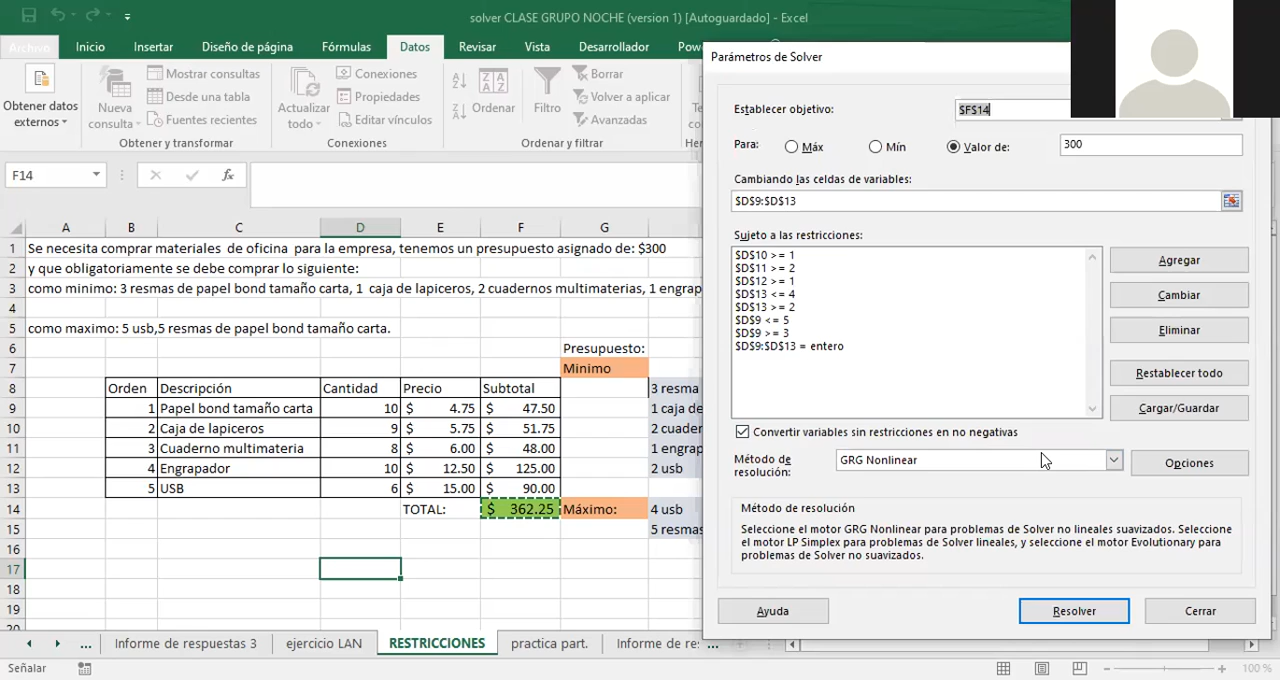 solver CLASE GRUPO NOCHE (version 1) [Autoguardado] - Excel
Archivo Inicio Insertar Diseño de página Fórmulas Datos Revisar Vista Desarrollador
Obtener datos externos
Nueva consulta
Mostrar consultas
Desde una tabla
Fuentes recientes
Obtener y transformar
Actualizar todo
Conexiones
Propiedades
Editar vínculos
Conexiones
Ordenar
Filtro
Borrar
Volver a aplicar
Avanzadas
Ordenar y filtrar
F14
fx
A B C D E F G
1 Se necesita comprar materiales de oficina para la empresa, tenemos un presupuesto asignado de: $300
2 y que obligatoriamente se debe comprar lo siguiente:
3 como minimo: 3 resmas de papel bond tamaño carta, 1 caja de lapiceros, 2 cuadernos multimaterias, 1 engrap
4
5 como maximo: 5 usb,5 resmas de papel bond tamaño carta.
6 Presupuesto:
7 Minimo
8 Orden Descripción Cantidad Precio Subtotal 3 resma
9 1 Papel bond tamaño carta 10 $ 4.75 $ 47.50 1 caja de
10 2 Caja de lapiceros 9 $ 5.75 $ 51.75 2 cuader
11 3 Cuaderno multimateria 8 $ 6.00 $ 48.00 1 engrap
12 4 Engrapador 10 $ 12.50 $ 125.00 2 usb
13 5 USB 6 $ 15.00 $ 90.00
14 TOTAL: $ 362.25 Máximo: 4 usb
15 5 resmas
16
17
18
19
20
... Informe de respuestas 3 ejercicio LAN RESTRICCIONES practica part. Informe de re: ...
Señalar
100 %
Parámetros de Solver
Establecer objetivo: $F$14
Para: Máx Mín Valor de: 300
Cambiando las celdas de variables:
$D$9:$D$13
Sujeto a las restricciones:
$D$10 >= 1
$D$11 >= 2
$D$12 >= 1
$D$13 <= 4
$D$13 >= 2
$D$9 <= 5
$D$9 >= 3
$D$9:$D$13 = entero
Agregar
Cambiar
Eliminar
Restablecer todo
Cargar/Guardar
Convertir variables sin restricciones en no negativas
Método de resolución: GRG Nonlinear Opciones
Método de resolución
Seleccione el motor GRG Nonlinear para problemas de Solver no lineales suavizados. Seleccione
el motor LP Simplex para problemas de Solver lineales, y seleccione el motor Evolutionary para
problemas de Solver no suavizados.
Ayuda Resolver Cerrar